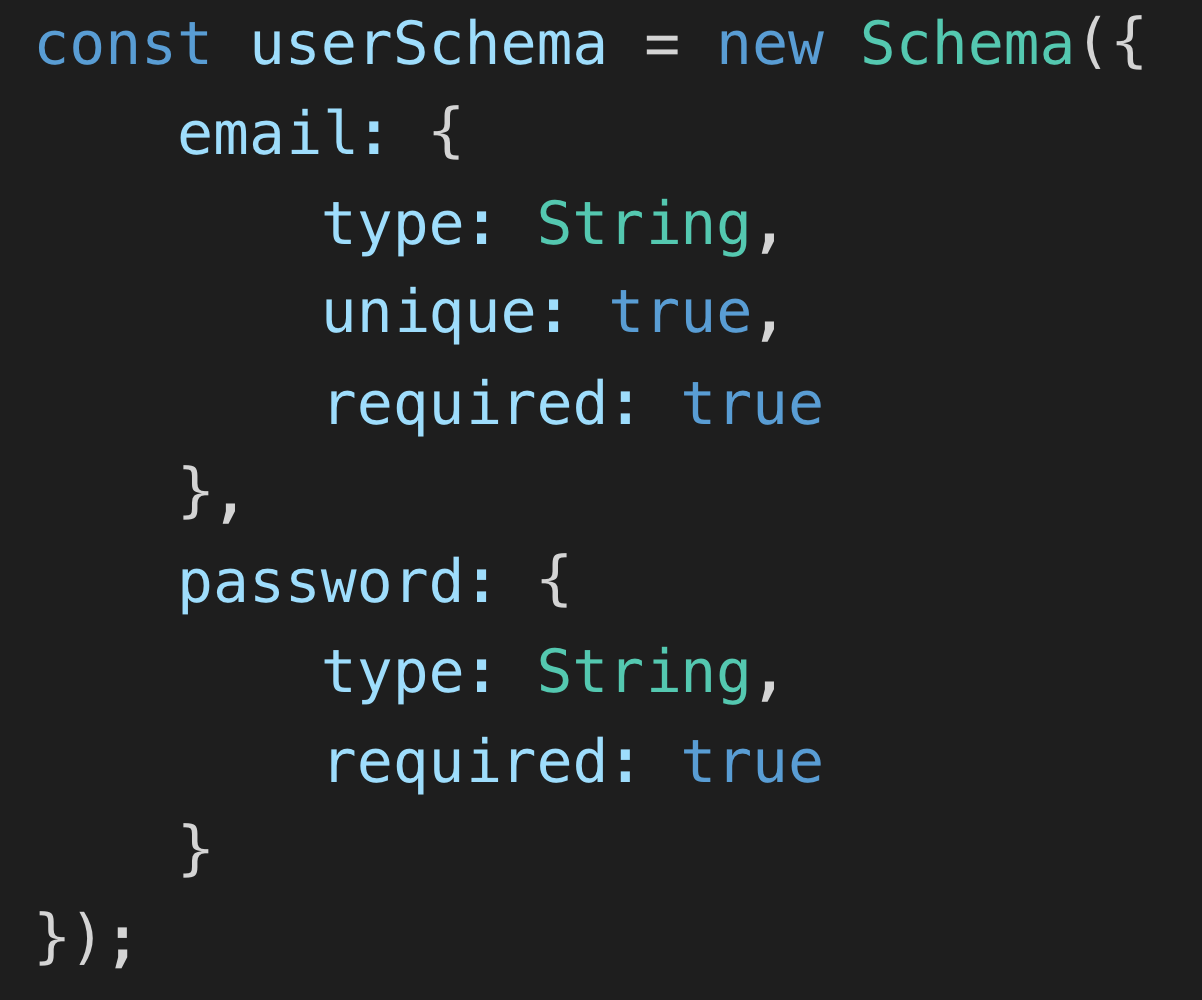 const userSchema = new Schema({
    email: {
        type: String,
        unique: true,
        required: true
    },
    password: {
        type: String,
        required: true
    }
});